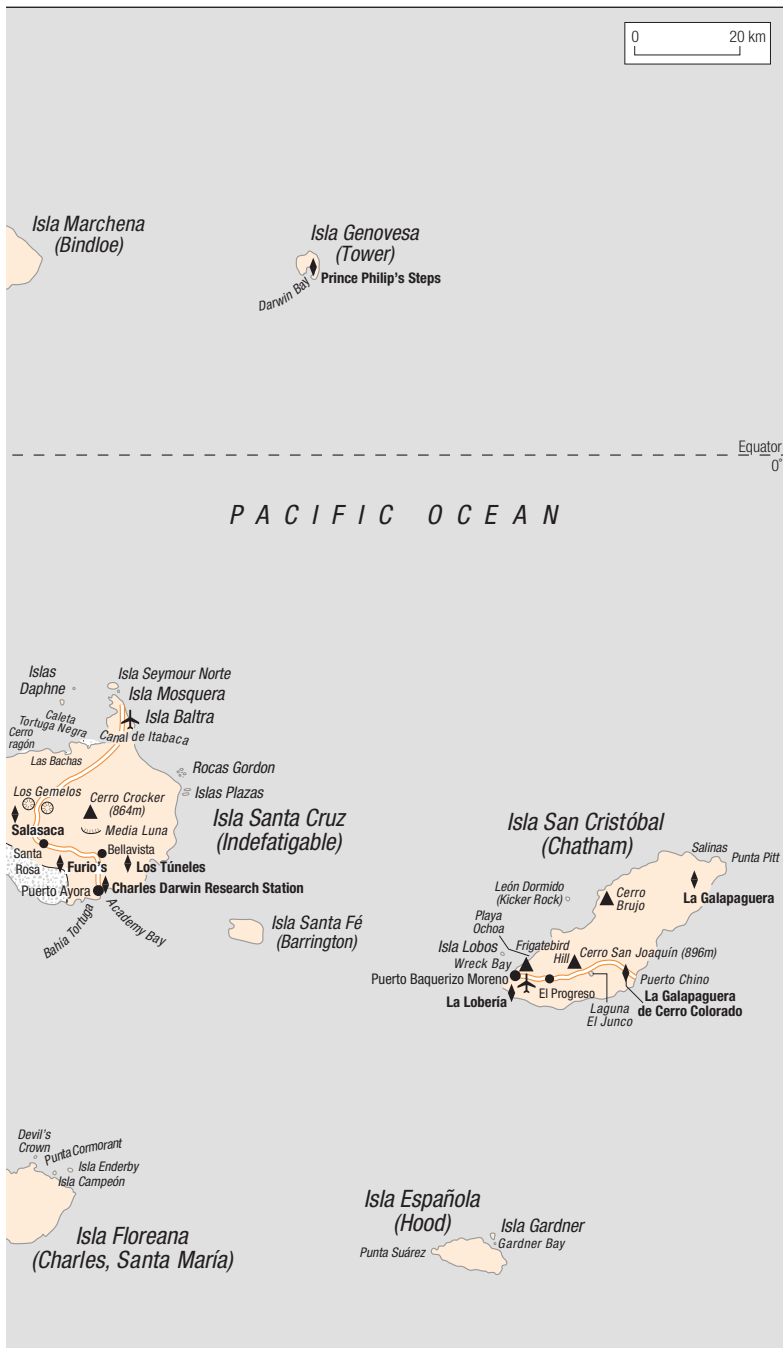 0 20 km
Isla Marchena
(Bindloe)
Isla Genovesa
(Tower)
Prince Philip's Steps
Darwin Bay
Equator
0°
PACIFIC OCEAN
Islas
Daphne
Isla Seymour Norte
Isla Mosquera
Isla Baltra
Caleta
Tortuga Negra
Canal de Itabaca
Cerro
ragón
Las Bachas
Rocas Gordon
Islas Plazas
Los Gemelos
Cerro Crocker
(864m)
Media Luna
Salasaca
Isla Santa Cruz
(Indefatigable)
Santa
Rosa
Bellavista
Furio's
Los Túneles
Puerto Ayora
Charles Darwin Research Station
Bahía Tortuga
Academy Bay
Isla Santa Fé
(Barrington)
Isla San Cristóbal
(Chatham)
Salinas
Punta Pitt
La Galapaguera
León Dormido
(Kicker Rock)
Cerro
Brujo
Playa
Ochoa
Isla Lobos
Frigatebird
Hill
Cerro San Joaquín (896m)
Wreck Bay
Puerto Baquerizo Moreno
La Lobería
El Progreso
Laguna
El Junco
Puerto Chino
La Galapaguera
de Cerro Colorado
Devil's
Crown
Punta Cormorant
Isla Enderby
Isla Campeón
Isla Floreana
(Charles, Santa María)
Isla Española
(Hood)
Isla Gardner
Gardner Bay
Punta Suárez